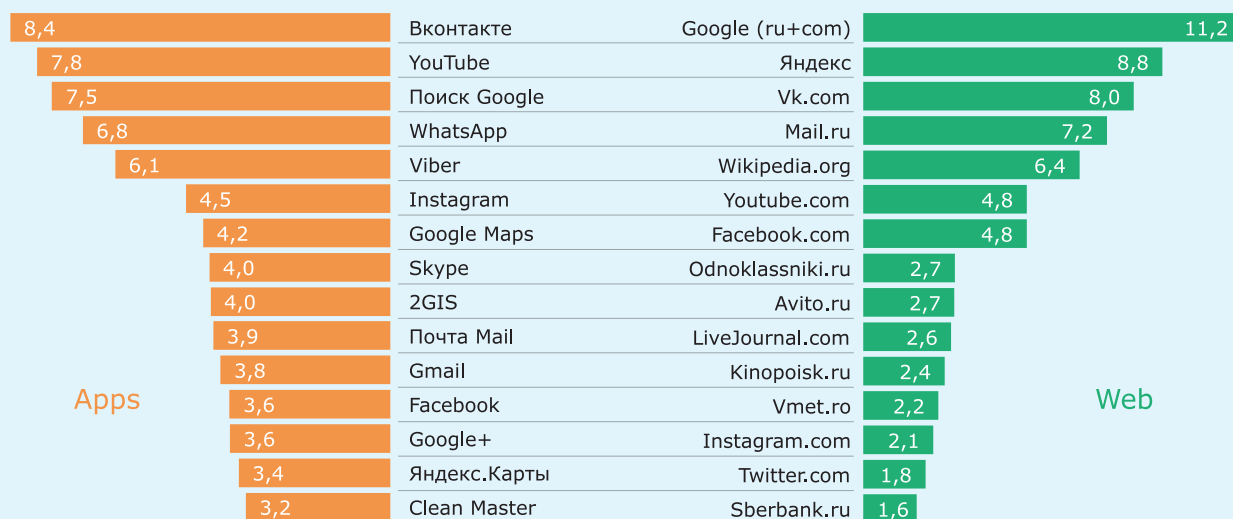 8,4 Вконтакте Google (ru+com) 11,2
7,8 YouTube Яндекс 8,8
7,5 Поиск Google Vk.com 8,0
6,8 WhatsApp Mail.ru 7,2
6,1 Viber Wikipedia.org 6,4
4,5 Instagram Youtube.com 4,8
4,2 Google Maps Facebook.com 4,8
4,0 Skype Odnoklassniki.ru 2,7
4,0 2GIS Avito.ru 2,7
3,9 Почта Mail LiveJournal.com 2,6
3,8 Gmail Kinopoisk.ru 2,4
Apps Web
3,6 Facebook Vmet.ro 2,2
3,6 Google+ Instagram.com 2,1
3,4 Яндекс.Карты Twitter.com 1,8
3,2 Clean Master Sberbank.ru 1,6